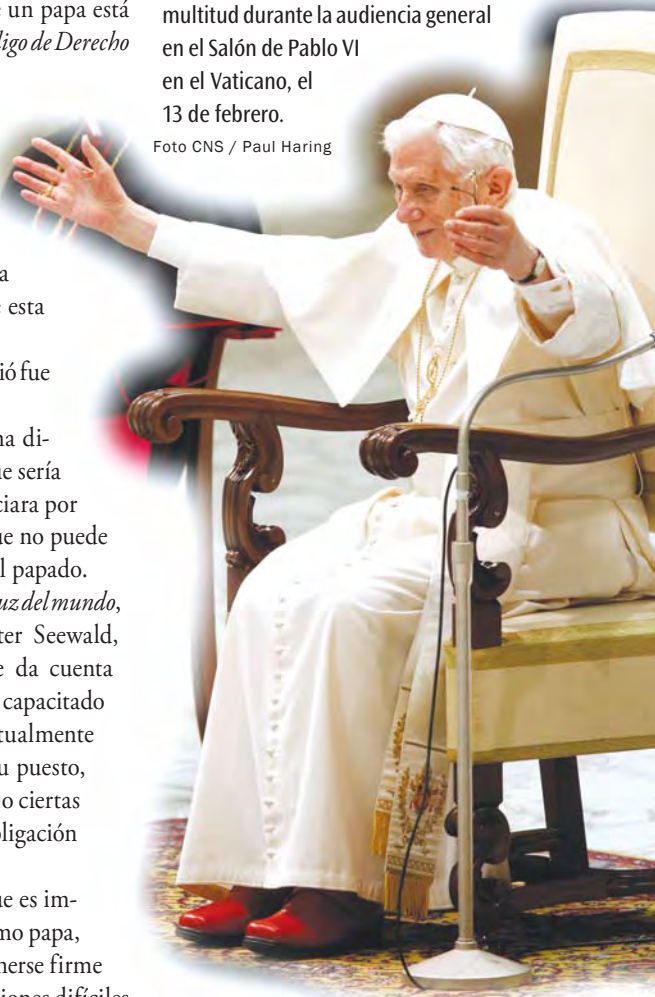 e un papa está
digo de Derecho
multitud durante la audiencia general
en el Salón de Pablo VI
en el Vaticano, el
13 de febrero.
Foto CNS / Paul Haring
a
esta
ió fue
na di-
ue sería
ciara por
ue no puede
l papado.
uz del mundo,
ter Seewald,
e da cuenta
capacitado
tualmente
u puesto,
o ciertas
ligación
ue es im-
mo papa,
nerse firme
iones difíciles